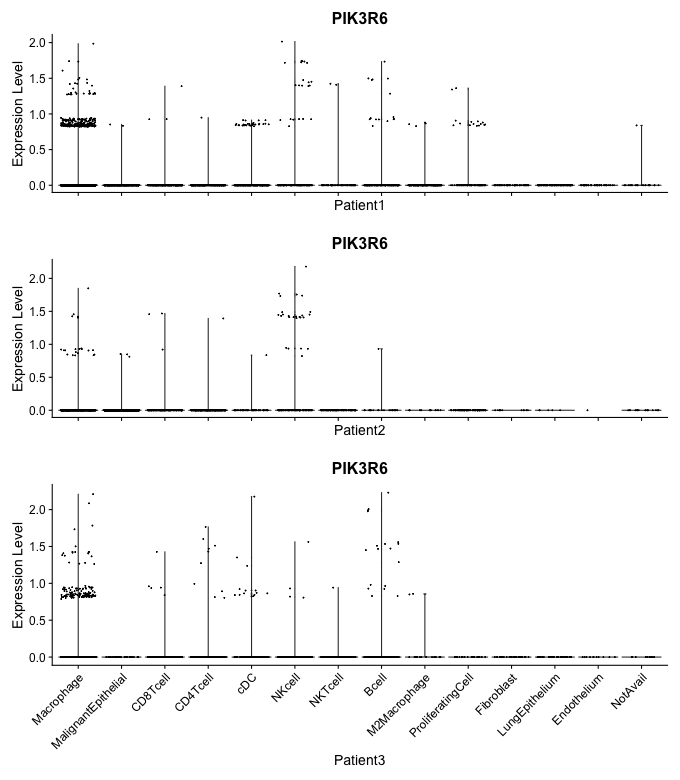 PIK3R6
Expression Level
2.0
1.5
1.0
0.5
0.0
Patient1
PIK3R6
Expression Level
2.0
1.5
1.0
0.5
0.0
Patient2
PIK3R6
Expression Level
2.0
1.5
1.0
0.5
0.0
Macrophage
MalignantEpithelial
CD8Tcell
CD4Tcell
cDC
NKcell
NKTcell
Bcell
M2Macrophage
ProliferatingCell
Fibroblast
LungEpithelium
Endothelium
NotAvail
Patient3